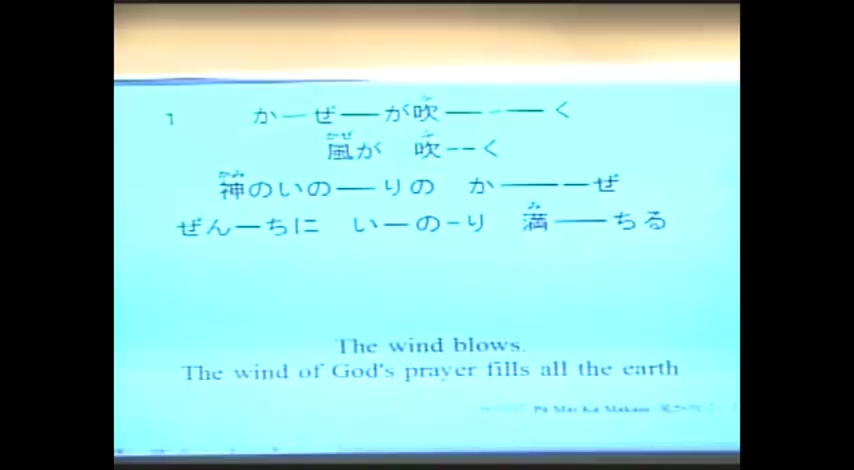 1 かーぜーーが吹ーー-ーーく
風が 吹--く
神のいのーーりの かーーーーぜ
ぜんーちに いーの-り 満ーーちる
The wind blows.
The wind of God's prayer fills all the earth
Pā Mai Ka Makani